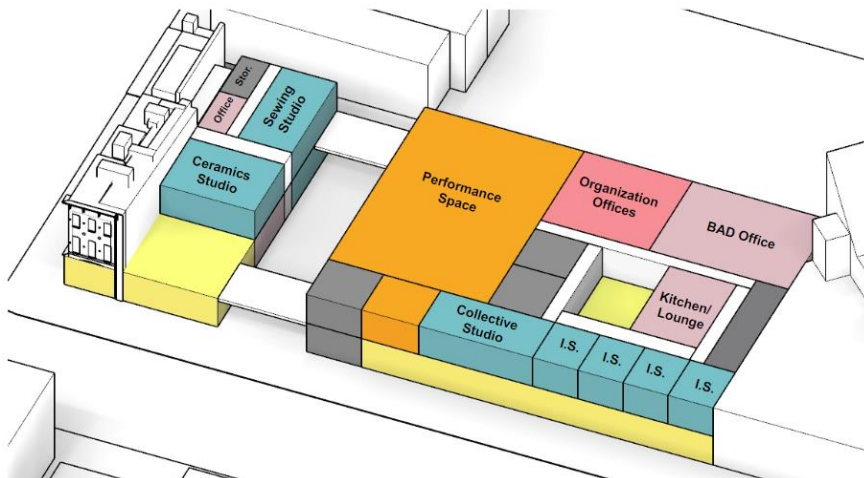 Stor.
Office
Sewing
Studio
Ceramics
Studio
Performance
Space
Organization
Offices
BAD Office
Kitchen/
Lounge
Collective
Studio
I.S.
I.S.
I.S.
I.S.